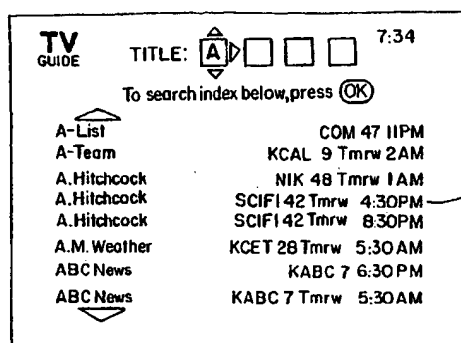 TV GUIDE TITLE: A 7:34
To search index below, press OK
A-List COM 47 11PM
A-Team KCAL 9 Tmrw 2AM
A.Hitchcock NIK 48 Tmrw 1AM
A.Hitchcock SCIFI 42 Tmrw 4:30PM
A.Hitchcock SCIFI 42 Tmrw 8:30PM
A.M. Weather KCET 28 Tmrw 5:30AM
ABC News KABC 7 6:30PM
ABC News KABC 7 Tmrw 5:30AM